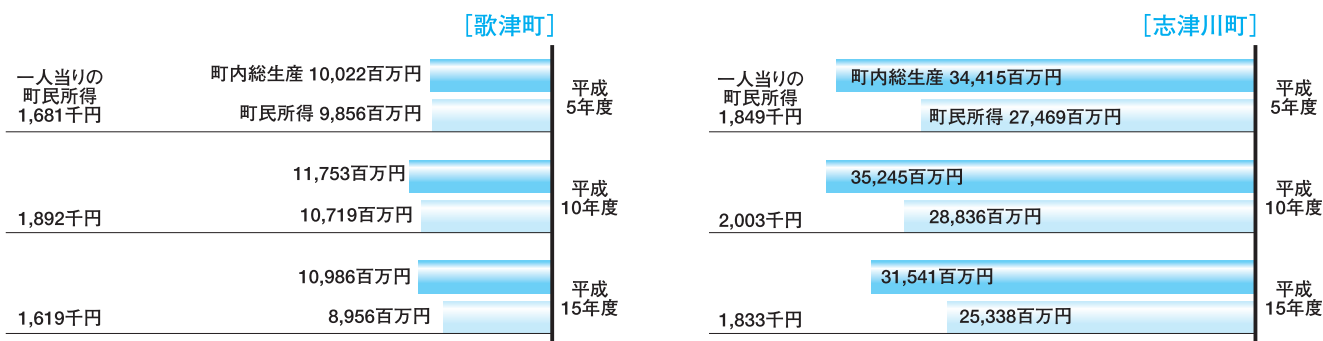 [歌津町]
一人当りの
町民所得
1,681千円
町内総生産 10,022百万円
町民所得 9,856百万円
平成
5年度
1,892千円
11,753百万円
10,719百万円
平成
10年度
1,619千円
10,986百万円
8,956百万円
平成
15年度
[志津川町]
一人当りの
町民所得
1,849千円
町内総生産 34,415百万円
町民所得 27,469百万円
平成
5年度
2,003千円
35,245百万円
28,836百万円
平成
10年度
1,833千円
31,541百万円
25,338百万円
平成
15年度